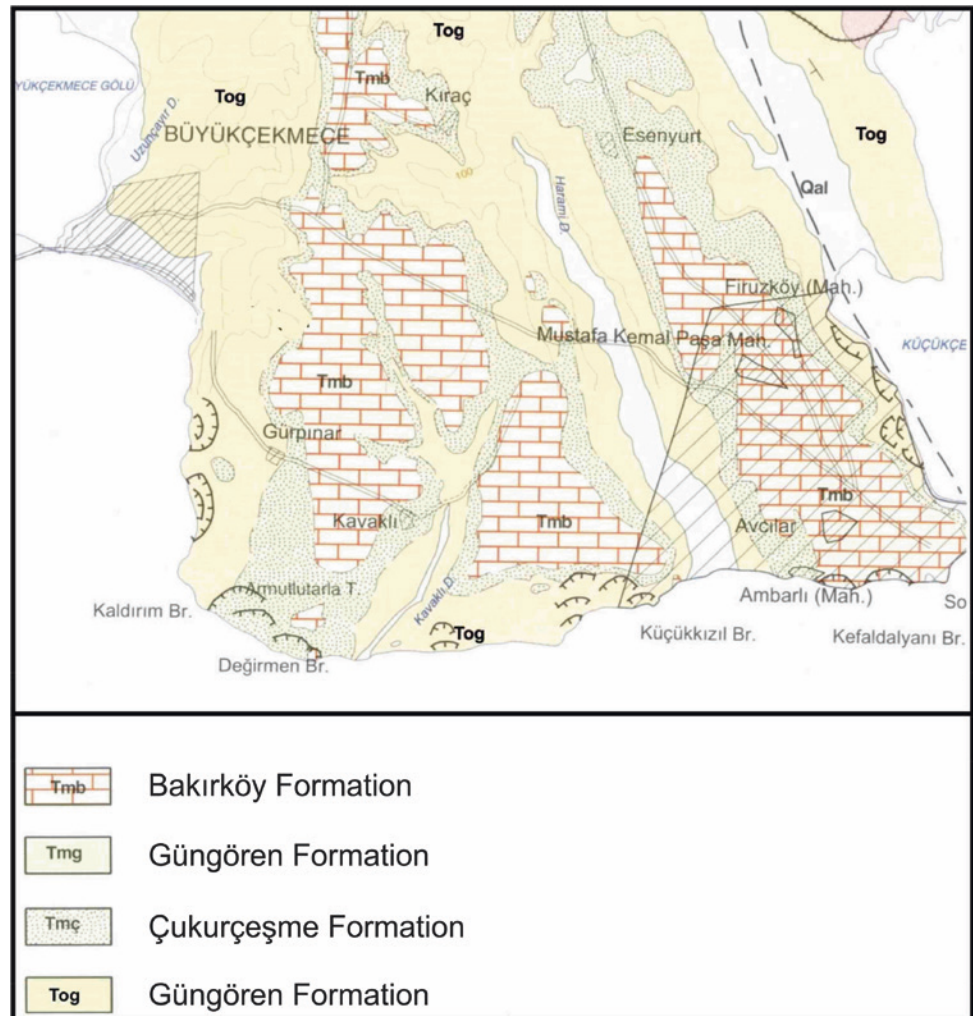 Tog
YÜKÇEKMECE GÖLÜ
Tmb
Kıraç
Tog
Uzunçayır D.
BÜYÜKÇEKMECE
Esenyurt
Tog
100
Harami D.
Qal
Firuzköy (Mah.)
Mustafa Kemal Paşa Mah.
KÜÇÜKÇE
Tmb
Gürpınar
Tmb
Kavaklı
Tmb
Avcılar
Armutlutarla T.
Kavaklı D.
Kaldırım Br.
Ambarlı (Mah.)
So
Tog
Küçükkızıl Br.
Kefaldalyanı Br.
Değirmen Br.
Tmb Bakırköy Formation
Tmg Güngören Formation
Tmç Çukurçeşme Formation
Tog Güngören Formation